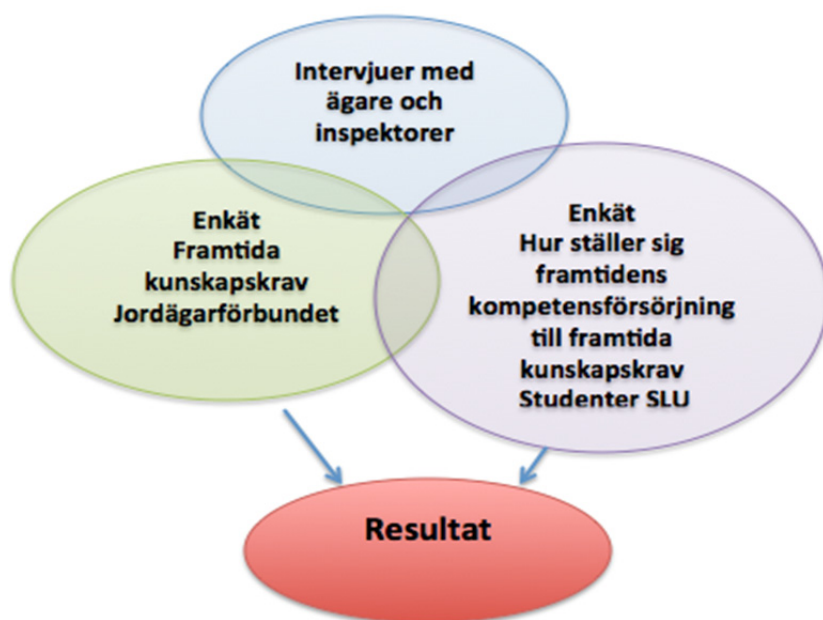 Intervjuer med
ägare och
inspektorer
Enkät
Framtida
kunskapskrav
Jordägarförbundet
Enkät
Hur ställer sig
framtidens
kompetensförsörjning
till framtida
kunskapskrav
Studenter SLU
Resultat